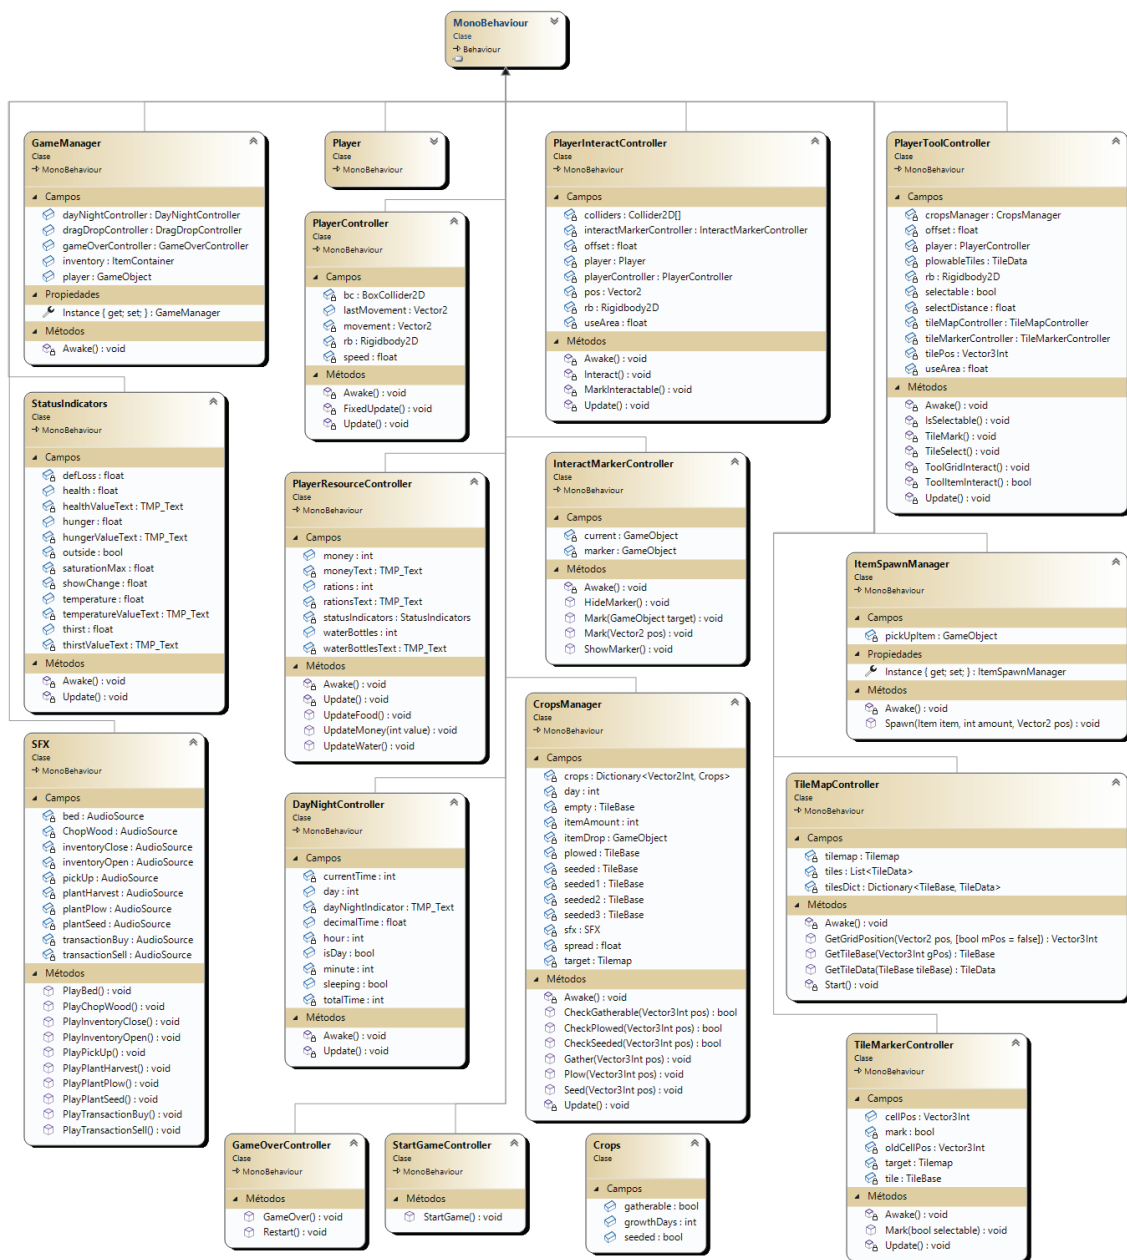 MonoBehaviour
Clase
Behaviour
GameManager
Clase
MonoBehaviour
Campos
dayNightController : DayNightController
dragDropController : DragDropController
gameOverController : GameOverController
inventory : ItemContainer
player : GameObject
Propiedades
Instance { get; set; } : GameManager
Métodos
Awake() : void
Player
Clase
MonoBehaviour
PlayerController
Clase
MonoBehaviour
Campos
bc : BoxCollider2D
lastMovement : Vector2
movement : Vector2
rb : Rigidbody2D
speed : float
Métodos
Awake() : void
FixedUpdate() : void
Update() : void
PlayerInteractController
Clase
MonoBehaviour
Campos
colliders : Collider2D[]
interactMarkerController : InteractMarkerController
offset : float
player : Player
playerController : PlayerController
pos : Vector2
rb : Rigidbody2D
useArea : float
Métodos
Awake() : void
Interact() : void
MarkInteractable() : void
Update() : void
PlayerToolController
Clase
MonoBehaviour
Campos
cropsManager : CropsManager
offset : float
player : PlayerController
plowableTiles : TileData
rb : Rigidbody2D
selectable : bool
selectDistance : float
tileMapController : TileMapController
tileMarkerController : TileMarkerController
tilePos : Vector3Int
useArea : float
Métodos
Awake() : void
IsSelectable() : void
TileMark() : void
TileSelect() : void
ToolGridInteract() : void
ToolItemInteract() : bool
Update() : void
StatusIndicators
Clase
MonoBehaviour
Campos
defLoss : float
health : float
healthValueText : TMP_Text
hunger : float
hungerValueText : TMP_Text
outside : bool
saturationMax : float
showChange : float
temperature : float
temperatureValueText : TMP_Text
thirst : float
thirstValueText : TMP_Text
Métodos
Awake() : void
Update() : void
PlayerResourceController
Clase
MonoBehaviour
Campos
money : int
moneyText : TMP_Text
rations : int
rationsText : TMP_Text
statusIndicators : StatusIndicators
waterBottles : int
waterBottlesText : TMP_Text
Métodos
Awake() : void
Update() : void
UpdateFood() : void
UpdateMoney(int value) : void
UpdateWater() : void
InteractMarkerController
Clase
MonoBehaviour
Campos
current : GameObject
marker : GameObject
Métodos
Awake() : void
HideMarker() : void
Mark(GameObject target) : void
Mark(Vector2 pos) : void
ShowMarker() : void
ItemSpawnManager
Clase
MonoBehaviour
Campos
pickUpItem : GameObject
Propiedades
Instance { get; set; } : ItemSpawnManager
Métodos
Awake() : void
Spawn(Item item, int amount, Vector2 pos) : void
SFX
Clase
MonoBehaviour
Campos
bed : AudioSource
ChopWood : AudioSource
inventoryClose : AudioSource
inventoryOpen : AudioSource
pickUp : AudioSource
plantHarvest : AudioSource
plantPlow : AudioSource
plantSeed : AudioSource
transactionBuy : AudioSource
transactionSell : AudioSource
Métodos
PlayBed() : void
PlayChopWood() : void
PlayInventoryClose() : void
PlayInventoryOpen() : void
PlayPickUp() : void
PlayPlantHarvest() : void
PlayPlantPlow() : void
PlayPlantSeed() : void
PlayTransactionBuy() : void
PlayTransactionSell() : void
DayNightController
Clase
MonoBehaviour
Campos
currentTime : int
day : int
dayNightIndicator : TMP_Text
decimalTime : float
hour : int
isDay : bool
minute : int
sleeping : bool
totalTime : int
Métodos
Awake() : void
Update() : void
CropsManager
Clase
MonoBehaviour
Campos
crops : Dictionary<Vector2Int, Crops>
day : int
empty : TileBase
itemAmount : int
itemDrop : GameObject
plowed : TileBase
seeded : TileBase
seeded1 : TileBase
seeded2 : TileBase
seeded3 : TileBase
sfx : SFX
spread : float
target : Tilemap
Métodos
Awake() : void
CheckGatherable(Vector3Int pos) : bool
CheckPlowed(Vector3Int pos) : bool
CheckSeeded(Vector3Int pos) : bool
Gather(Vector3Int pos) : void
Plow(Vector3Int pos) : void
Seed(Vector3Int pos) : void
Update() : void
TileMapController
Clase
MonoBehaviour
Campos
tilemap : Tilemap
tiles : List<TileData>
tilesDict : Dictionary<TileBase, TileData>
Métodos
Awake() : void
GetGridPosition(Vector2 pos, [bool mPos = false]) : Vector3Int
GetTileBase(Vector3Int gPos) : TileBase
GetTileData(TileBase tileBase) : TileData
Start() : void
GameOverController
Clase
MonoBehaviour
Métodos
GameOver() : void
Restart() : void
StartGameController
Clase
MonoBehaviour
Métodos
StartGame() : void
Crops
Clase
Campos
gatherable : bool
growthDays : int
seeded : bool
TileMarkerController
Clase
MonoBehaviour
Campos
cellPos : Vector3Int
mark : bool
oldCellPos : Vector3Int
target : Tilemap
tile : TileBase
Métodos
Awake() : void
Mark(bool selectable) : void
Update() : void